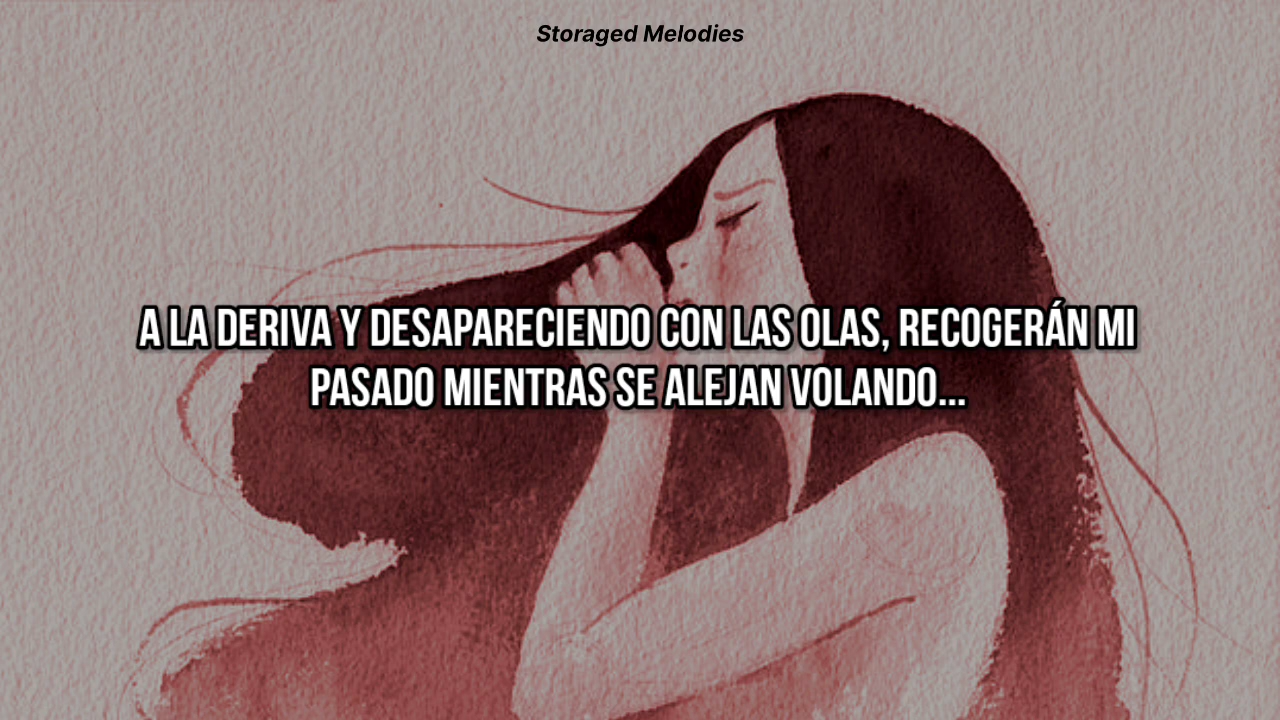 Storaged Melodies
A LA DERIVA Y DESAPARECIENDO CON LAS OLAS, RECOGERÁN MI
PASADO MIENTRAS SE ALEJAN VOLANDO...